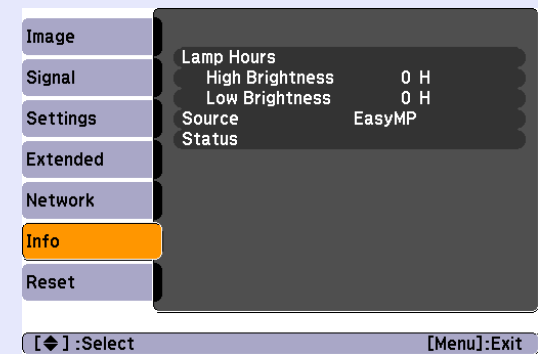 Image
Signal
Settings
Extended
Network
Info
Reset
Lamp Hours
High Brightness 0 H
Low Brightness 0 H
Source EasyMP
Status
[◆] :Select [Menu]:Exit